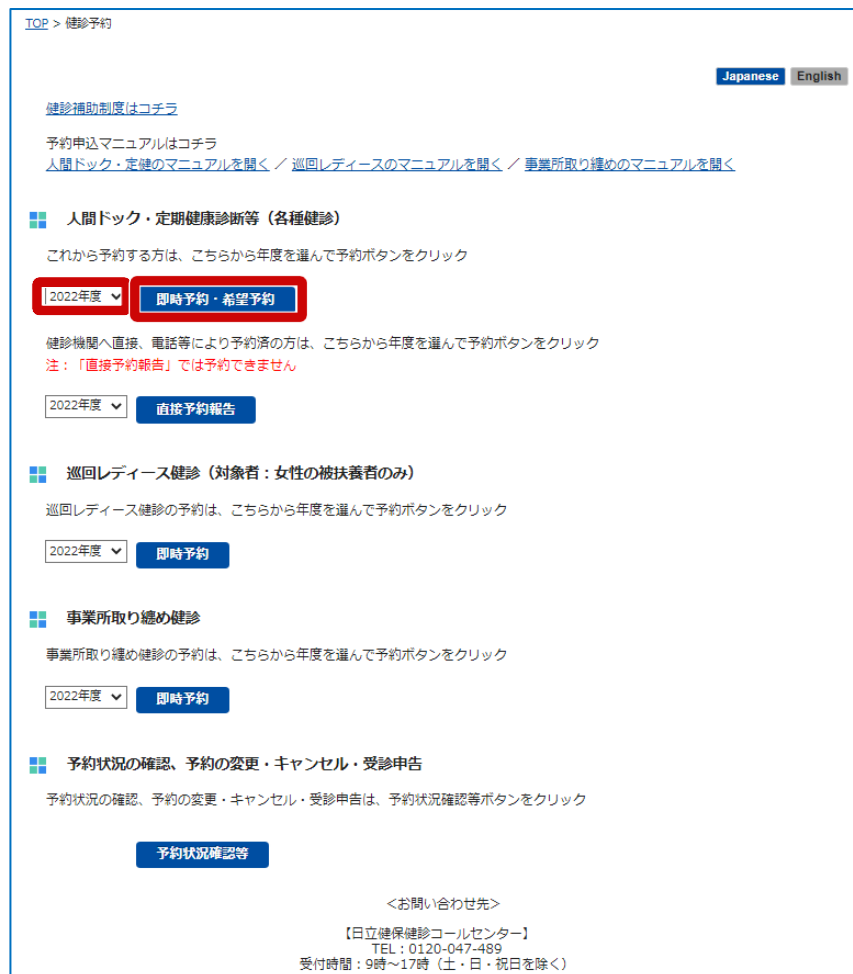 TOP > 健診予約
Japanese English
健診補助制度はコチラ
予約申込マニュアルはコチラ
人間ドック・定健のマニュアルを開く ／ 巡回レディースのマニュアルを開く ／ 事業所取り纏めのマニュアルを開く
人間ドック・定期健康診断等（各種健診）
これから予約する方は、こちらから年度を選んで予約ボタンをクリック
2022年度 即時予約・希望予約
健診機関へ直接、電話等により予約済の方は、こちらから年度を選んで予約ボタンをクリック
注：「直接予約報告」では予約できません
2022年度 直接予約報告
巡回レディース健診（対象者：女性の被扶養者のみ）
巡回レディース健診の予約は、こちらから年度を選んで予約ボタンをクリック
2022年度 即時予約
事業所取り纏め健診
事業所取り纏め健診の予約は、こちらから年度を選んで予約ボタンをクリック
2022年度 即時予約
予約状況の確認、予約の変更・キャンセル・受診申告
予約状況の確認、予約の変更・キャンセル・受診申告は、予約状況確認等ボタンをクリック
予約状況確認等
＜お問い合わせ先＞
【日立健保健診コールセンター】
TEL：0120-047-489
受付時間：9時～17時（土・日・祝日を除く）